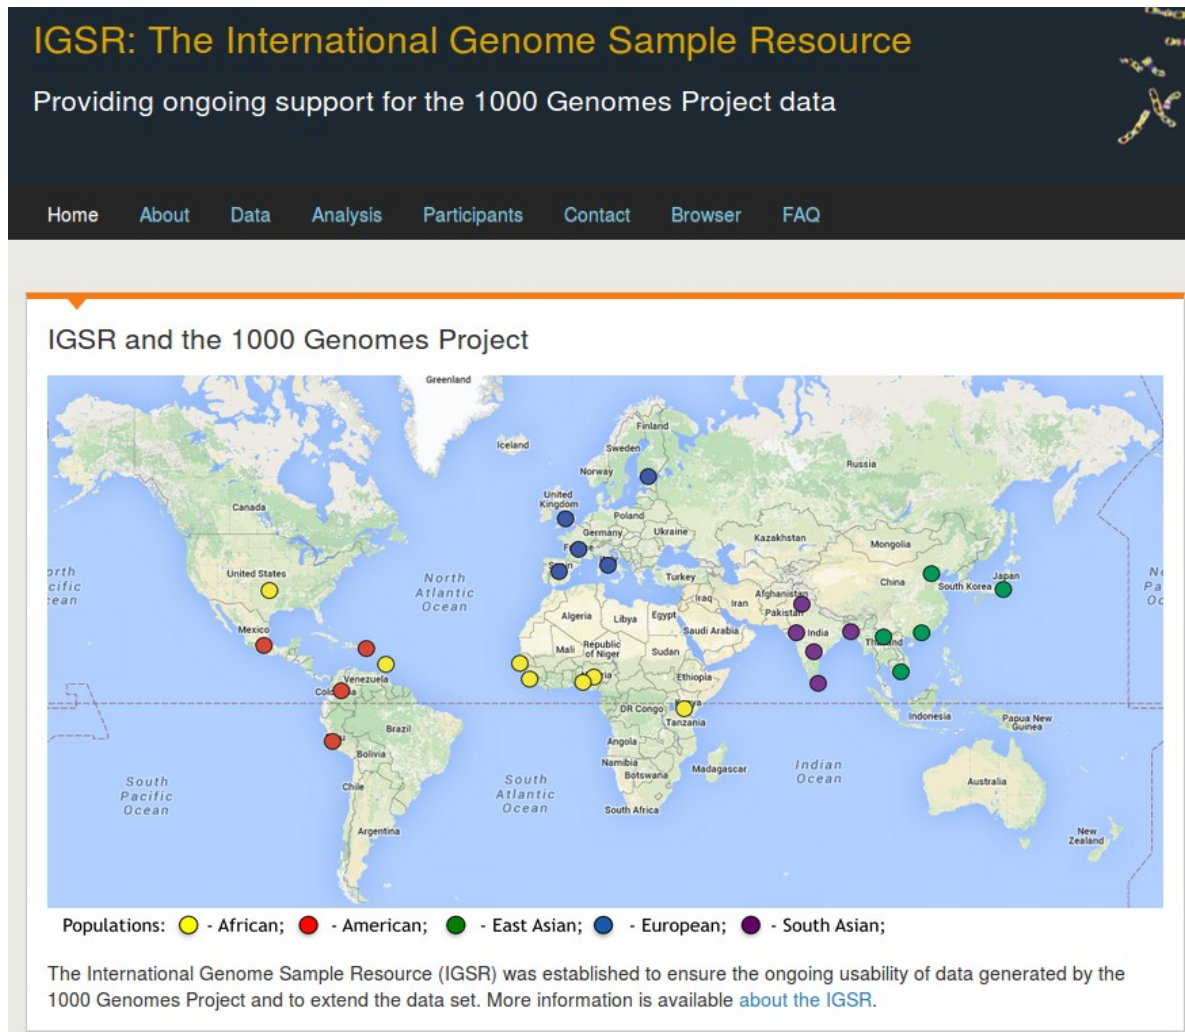 IGSR: The International Genome Sample Resource
Providing ongoing support for the 1000 Genomes Project data
Home About Data Analysis Participants Contact Browser FAQ
IGSR and the 1000 Genomes Project
Greenland
Iceland
Finland
Sweden
Norway
Russia
United
Kingdom
Canada
Poland
Germany
Ukraine
Kazakhstan
Mongolia
United States
North
Atlantic
Ocean
Turkey
China
South Korea
Japan
Afghanistan
Iraq
Iran
Pakistan
Algeria
Libya
Egypt
Saudi Arabia
India
Mexico
Mali
Republic
of Niger
Sudan
Venezuela
Ethiopia
DR Congo
Tanzania
Indonesia
Papua New
Guinea
Brazil
Angola
Bolivia
Namibia
Botswana
Madagascar
Indian
Ocean
Australia
South
Pacific
Ocean
Chile
South
Atlantic
Ocean
South Africa
Argentina
New
Zealand
Populations: - African; - American; - East Asian; - European; - South Asian;
The International Genome Sample Resource (IGSR) was established to ensure the ongoing usability of data generated by the
1000 Genomes Project and to extend the data set. More information is available about the IGSR.